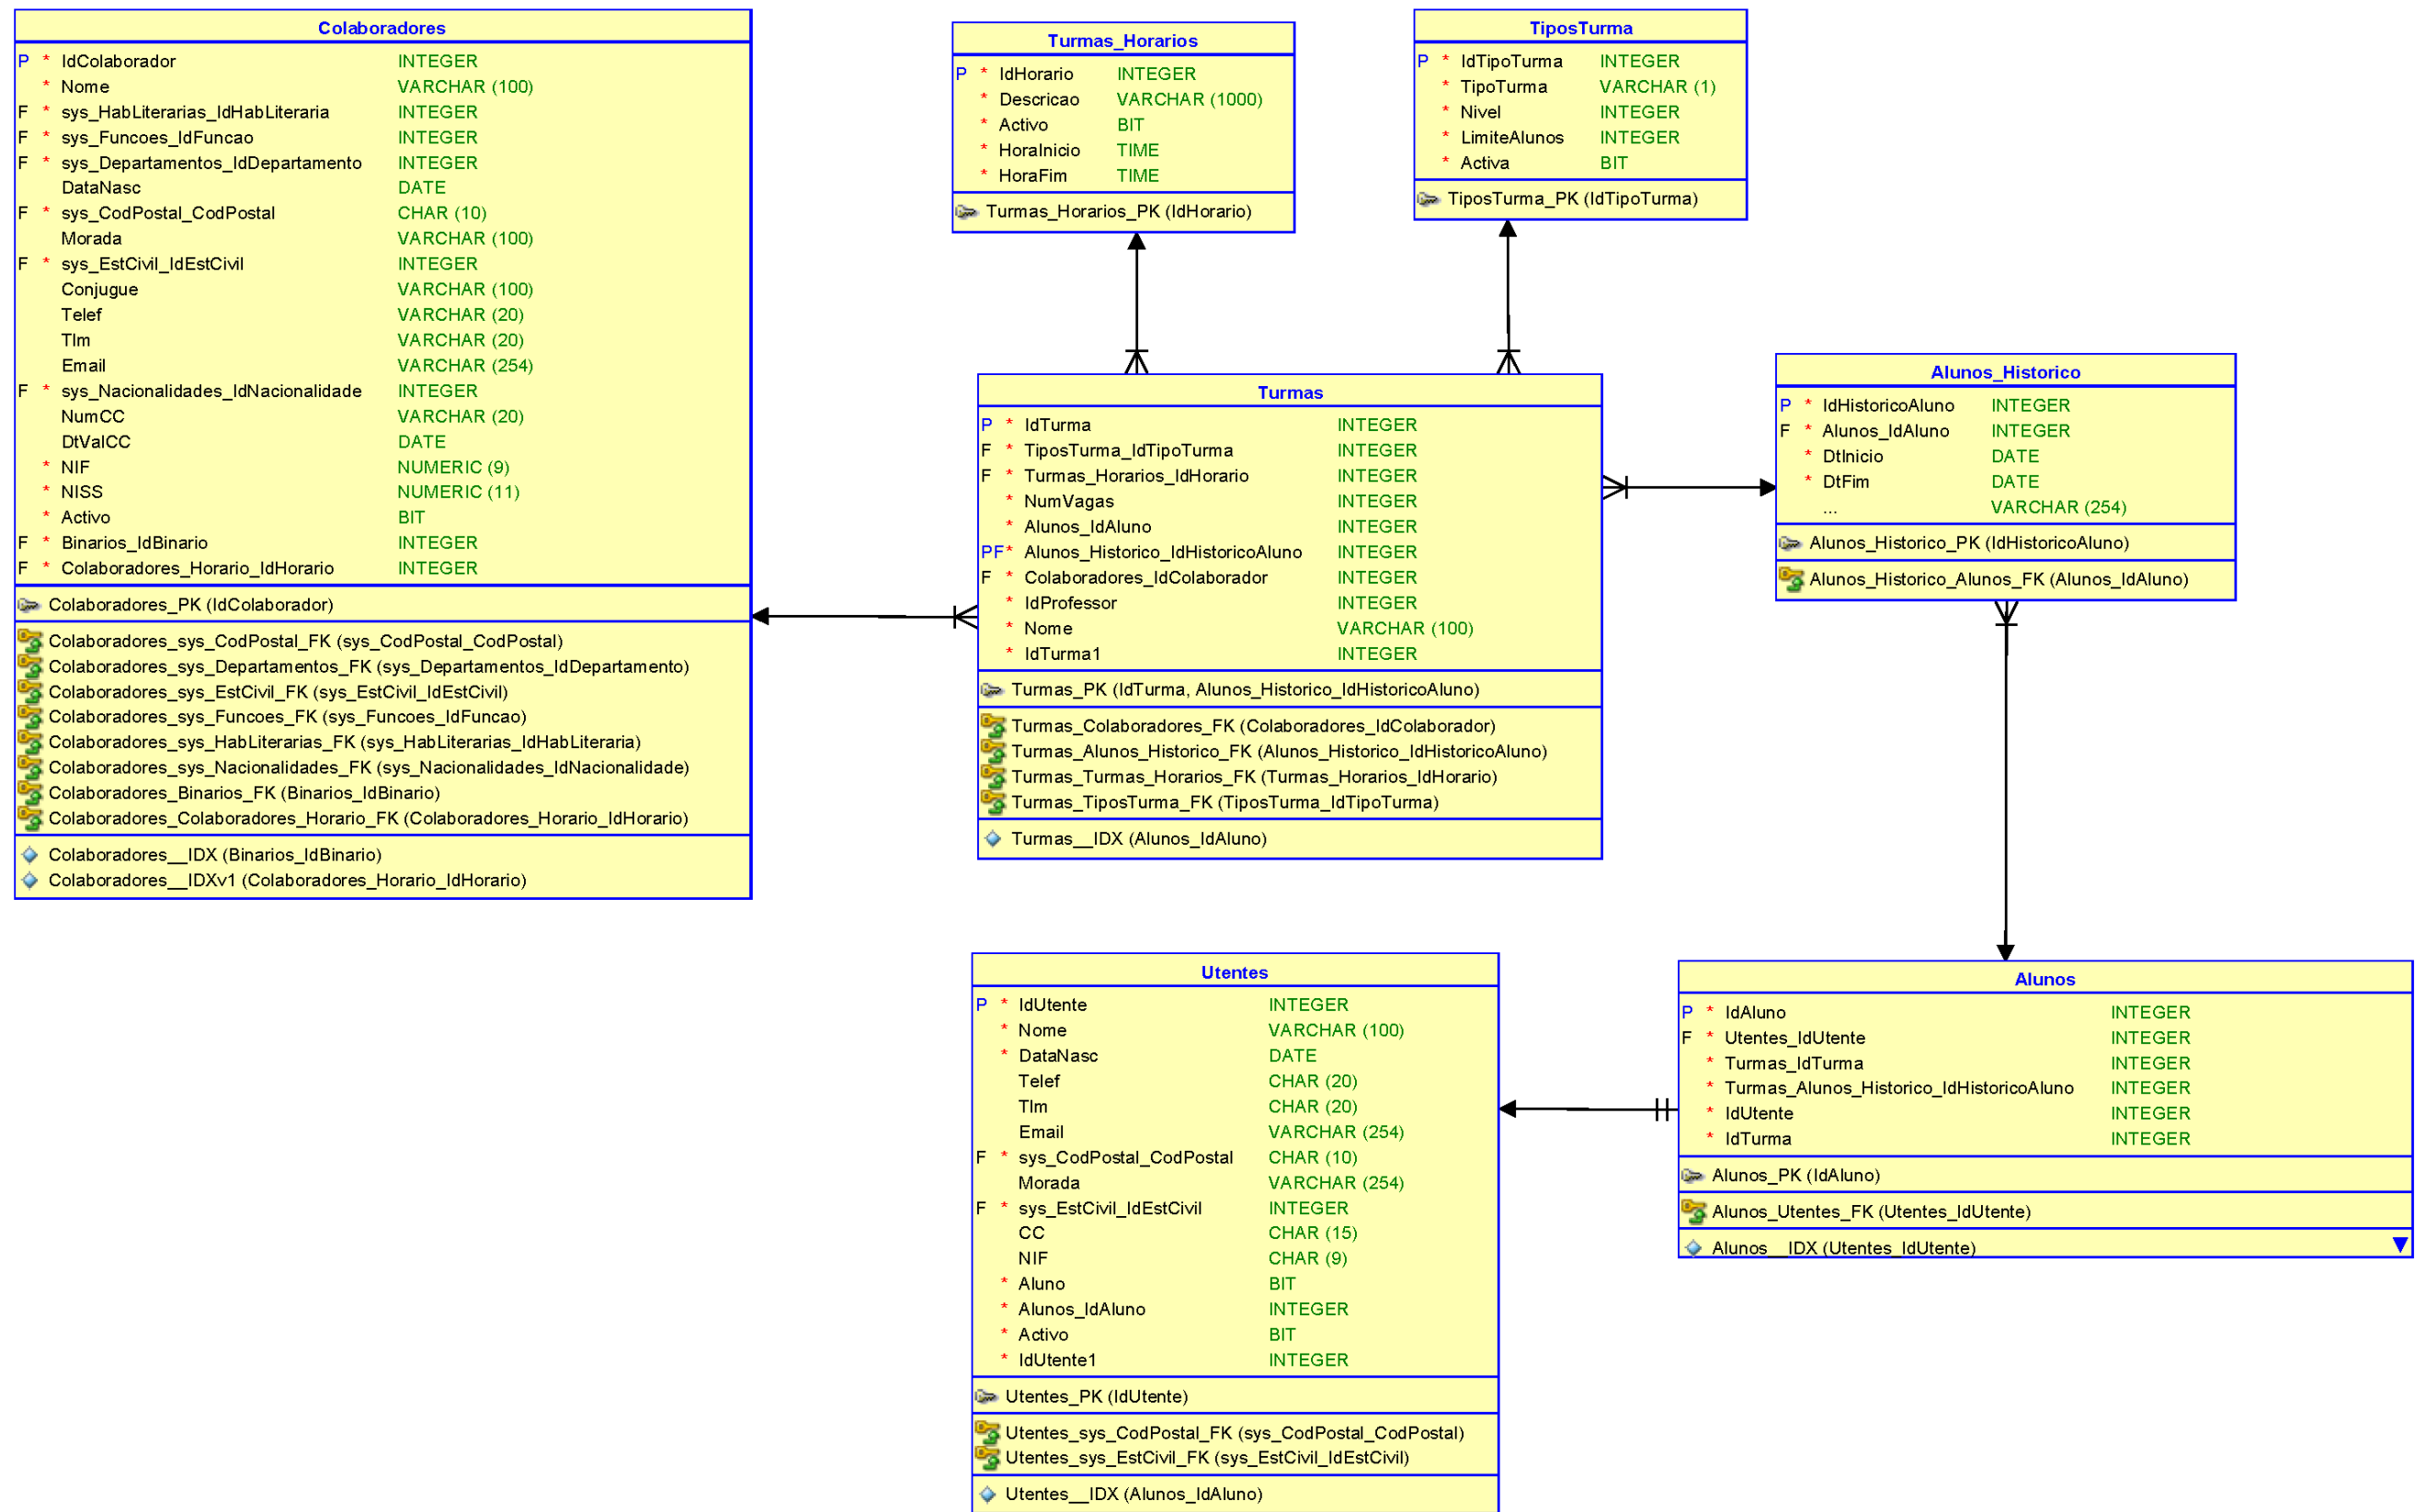 Colaboradores
P * IdColaborador INTEGER
* Nome VARCHAR (100)
F * sys_HabLiterarias_IdHabLiteraria INTEGER
F * sys_Funcoes_IdFuncao INTEGER
F * sys_Departamentos_IdDepartamento INTEGER
DataNasc DATE
F * sys_CodPostal_CodPostal CHAR (10)
Morada VARCHAR (100)
F * sys_EstCivil_IdEstCivil INTEGER
Conjugue VARCHAR (100)
Telef VARCHAR (20)
Tlm VARCHAR (20)
Email VARCHAR (254)
F * sys_Nacionalidades_IdNacionalidade INTEGER
NumCC VARCHAR (20)
DtValCC DATE
* NIF NUMERIC (9)
* NISS NUMERIC (11)
* Activo BIT
F * Binarios_IdBinario INTEGER
F * Colaboradores_Horario_IdHorario INTEGER
Colaboradores_PK (IdColaborador)
Colaboradores_sys_CodPostal_FK (sys_CodPostal_CodPostal)
Colaboradores_sys_Departamentos_FK (sys_Departamentos_IdDepartamento)
Colaboradores_sys_EstCivil_FK (sys_EstCivil_IdEstCivil)
Colaboradores_sys_Funcoes_FK (sys_Funcoes_IdFuncao)
Colaboradores_sys_HabLiterarias_FK (sys_HabLiterarias_IdHabLiteraria)
Colaboradores_sys_Nacionalidades_FK (sys_Nacionalidades_IdNacionalidade)
Colaboradores_Binarios_FK (Binarios_IdBinario)
Colaboradores_Colaboradores_Horario_FK (Colaboradores_Horario_IdHorario)
Colaboradores__IDX (Binarios_IdBinario)
Colaboradores__IDXv1 (Colaboradores_Horario_IdHorario)
Turmas_Horarios
P * IdHorario INTEGER
* Descricao VARCHAR (1000)
* Activo BIT
* HoraInicio TIME
* HoraFim TIME
Turmas_Horarios_PK (IdHorario)
TiposTurma
P * IdTipoTurma INTEGER
* TipoTurma VARCHAR (1)
* Nivel INTEGER
* LimiteAlunos INTEGER
* Activa BIT
TiposTurma_PK (IdTipoTurma)
Turmas
P * IdTurma INTEGER
F * TiposTurma_IdTipoTurma INTEGER
F * Turmas_Horarios_IdHorario INTEGER
* NumVagas INTEGER
* Alunos_IdAluno INTEGER
PF* Alunos_Historico_IdHistoricoAluno INTEGER
F * Colaboradores_IdColaborador INTEGER
* IdProfessor INTEGER
* Nome VARCHAR (100)
* IdTurma1 INTEGER
Turmas_PK (IdTurma, Alunos_Historico_IdHistoricoAluno)
Turmas_Colaboradores_FK (Colaboradores_IdColaborador)
Turmas_Alunos_Historico_FK (Alunos_Historico_IdHistoricoAluno)
Turmas_Turmas_Horarios_FK (Turmas_Horarios_IdHorario)
Turmas_TiposTurma_FK (TiposTurma_IdTipoTurma)
Turmas__IDX (Alunos_IdAluno)
Alunos_Historico
P * IdHistoricoAluno INTEGER
F * Alunos_IdAluno INTEGER
* DtInicio DATE
* DtFim DATE
... VARCHAR (254)
Alunos_Historico_PK (IdHistoricoAluno)
Alunos_Historico_Alunos_FK (Alunos_IdAluno)
Utentes
P * IdUtente INTEGER
* Nome VARCHAR (100)
* DataNasc DATE
Telef CHAR (20)
Tlm CHAR (20)
Email VARCHAR (254)
F * sys_CodPostal_CodPostal CHAR (10)
Morada VARCHAR (254)
F * sys_EstCivil_IdEstCivil INTEGER
CC CHAR (15)
NIF CHAR (9)
* Aluno BIT
* Alunos_IdAluno INTEGER
* Activo BIT
* IdUtente1 INTEGER
Utentes_PK (IdUtente)
Utentes_sys_CodPostal_FK (sys_CodPostal_CodPostal)
Utentes_sys_EstCivil_FK (sys_EstCivil_IdEstCivil)
Utentes__IDX (Alunos_IdAluno)
Alunos
P * IdAluno INTEGER
F * Utentes_IdUtente INTEGER
* Turmas_IdTurma INTEGER
* Turmas_Alunos_Historico_IdHistoricoAluno INTEGER
* IdUtente INTEGER
* IdTurma INTEGER
Alunos_PK (IdAluno)
Alunos_Utentes_FK (Utentes_IdUtente)
Alunos__IDX (Utentes_IdUtente)